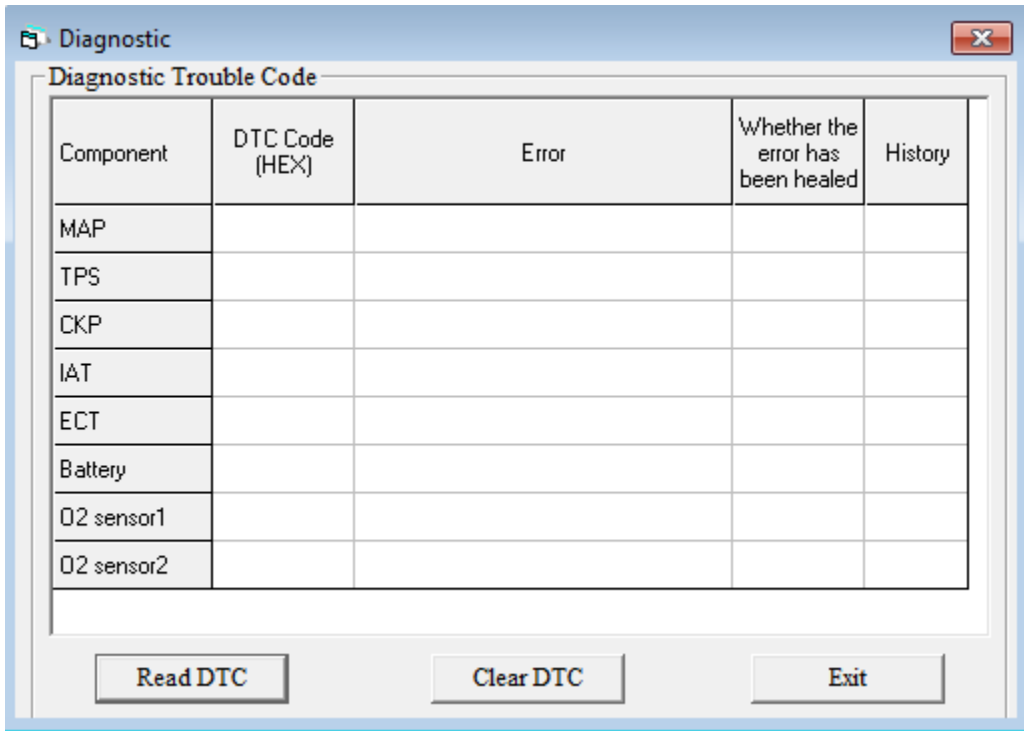 Diagnostic
Diagnostic Trouble Code
Component
DTC Code
(HEX)
Error
Whether the
error has
been healed
History
MAP
TPS
CKP
IAT
ECT
Battery
O2 sensor1
O2 sensor2
Read DTC
Clear DTC
Exit